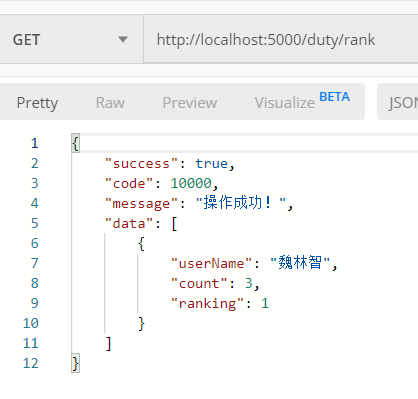 GET http://localhost:5000/duty/rank
Pretty Raw Preview Visualize BETA JSON
1 {
2 "success": true,
3 "code": 10000,
4 "message": "操作成功！",
5 "data": [
6 {
7 "userName": "魏林智",
8 "count": 3,
9 "ranking": 1
10 }
11 ]
12 }